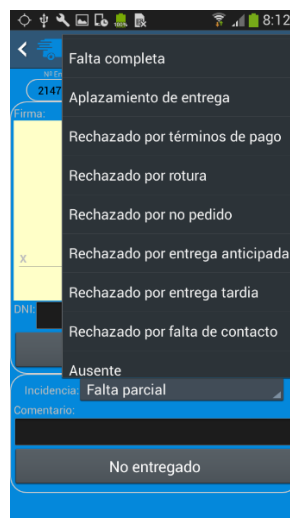 8:12
Falta completa
Nº En
2147
Aplazamiento de entrega
Firma:
Rechazado por términos de pago
Rechazado por rotura
Rechazado por no pedido
Rechazado por entrega anticipada
X
Rechazado por entrega tardia
DNI:
Rechazado por falta de contacto
Ausente
Incidencia: Falta parcial
Comentario:
No entregado